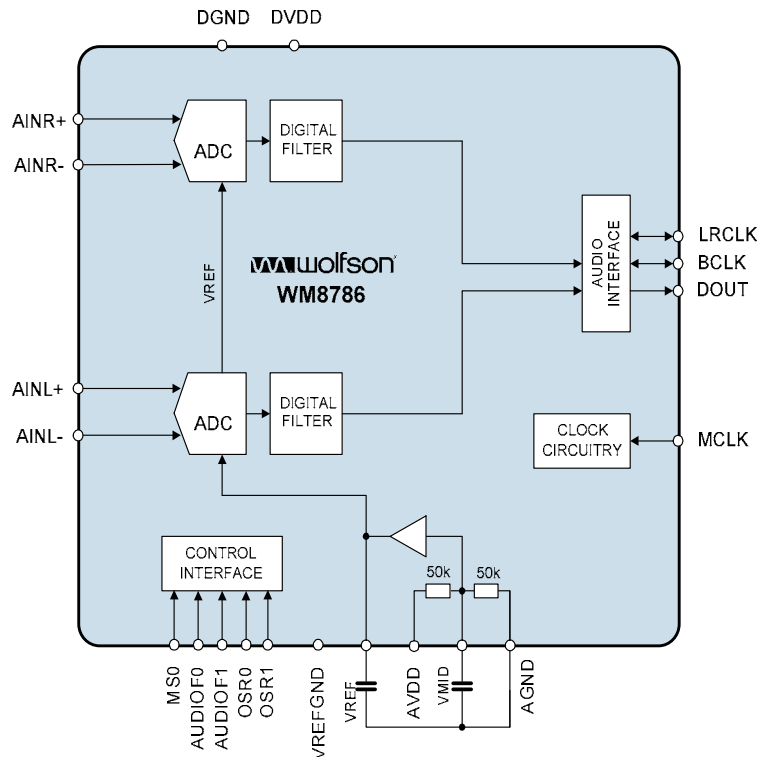 DGND DVDD
AINR+
AINR-
ADC
DIGITAL
FILTER
VREF
wolfson
WM8786
AUDIO
INTERFACE
LRCLK
BCLK
DOUT
AINL+
AINL-
ADC
DIGITAL
FILTER
CLOCK
CIRCUITRY
MCLK
CONTROL
INTERFACE
50k 50k
MS0
AUDIOF0
AUDIOF1
OSR0
OSR1
VREFGND
VREF
AVDD
VMID
AGND